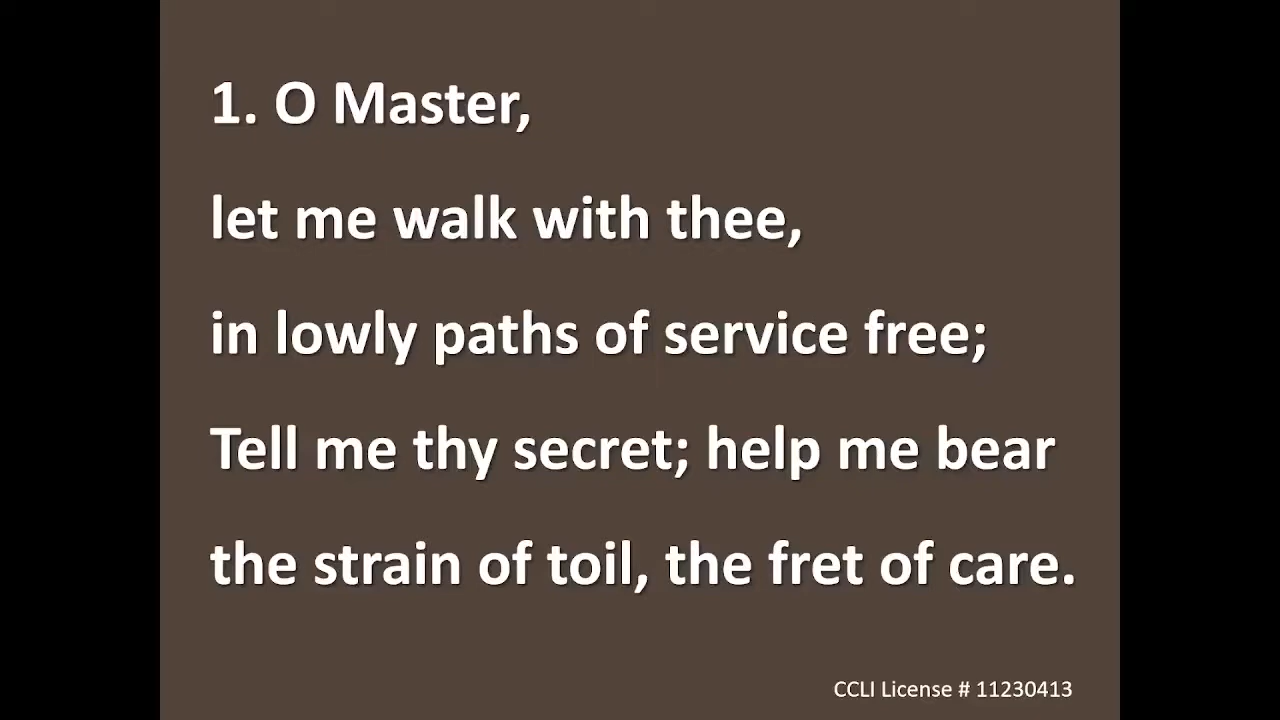 1. O Master,
let me walk with thee,
in lowly paths of service free;
Tell me thy secret; help me bear
the strain of toil, the fret of care.
CCLI License # 11230413